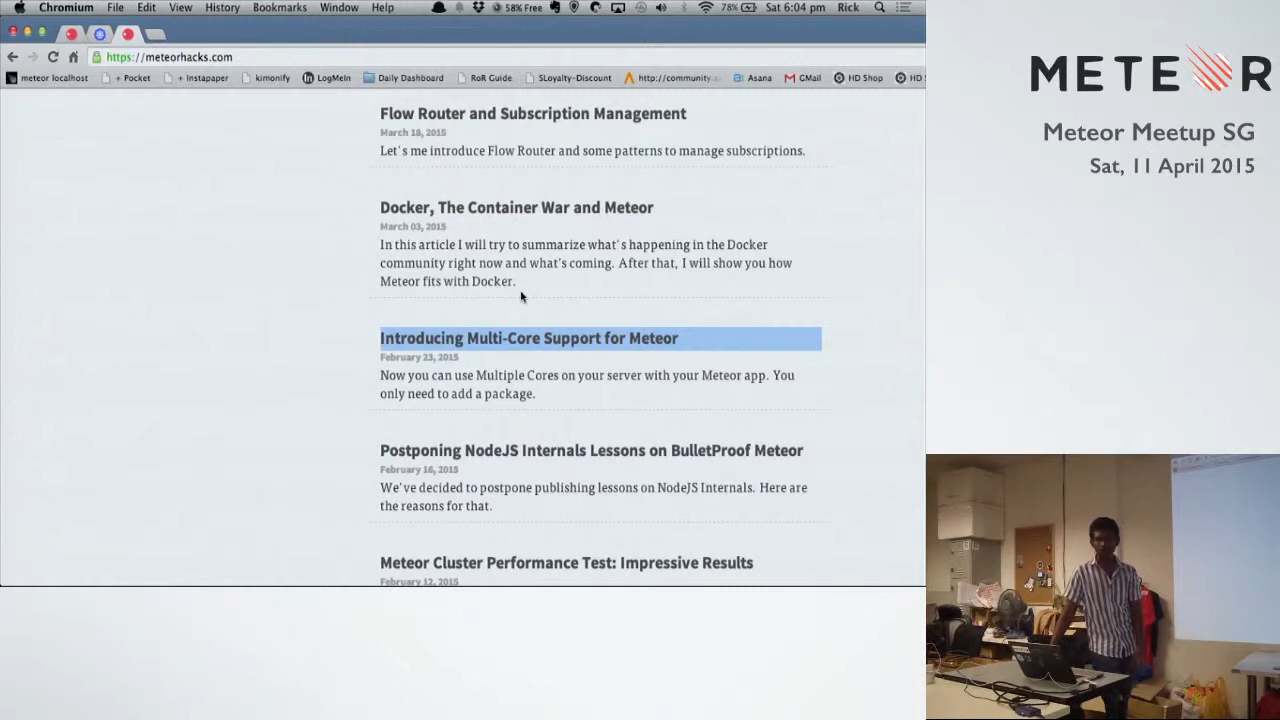 Chromium File Edit View History Bookmarks Window Help 58% Free 78% Sat 6:04 pm Rick
https://meteorhacks.com
meteor localhost + Pocket + Instapaper kimonify LogMeIn Daily Dashboard RoR Guide SLoyalty-Discount http://community. Asana GMail HD Shop HD
Flow Router and Subscription Management
March 18, 2015
Let's me introduce Flow Router and some patterns to manage subscriptions.
Docker, The Container War and Meteor
March 03, 2015
In this article I will try to summarize what's happening in the Docker
community right now and what's coming. After that, I will show you how
Meteor fits with Docker.
Introducing Multi-Core Support for Meteor
February 23, 2015
Now you can use Multiple Cores on your server with your Meteor app. You
only need to add a package.
Postponing NodeJS Internals Lessons on BulletProof Meteor
February 16, 2015
We've decided to postpone publishing lessons on NodeJS Internals. Here are
the reasons for that.
Meteor Cluster Performance Test: Impressive Results
February 12, 2015
METEOR
Meteor Meetup SG
Sat, 11 April 2015